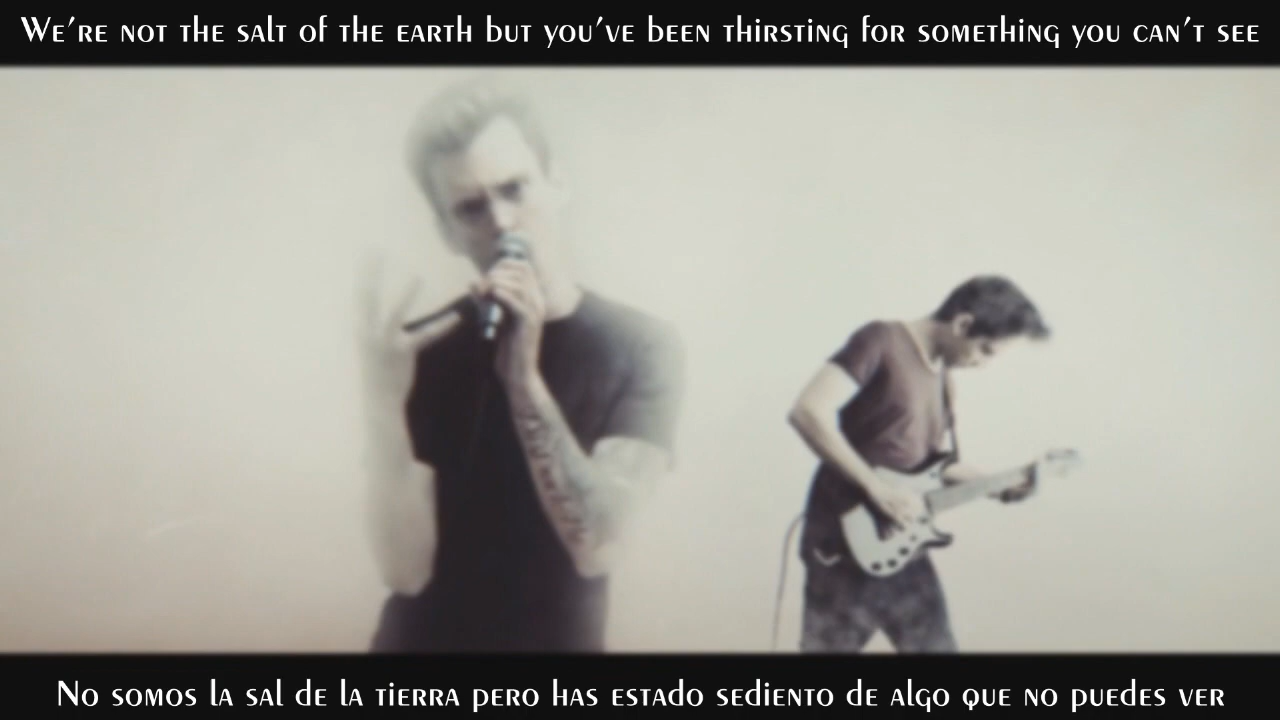 We're not the salt of the earth but you've been thirsting for something you can't see
No somos la sal de la tierra pero has estado sediento de algo que no puedes ver